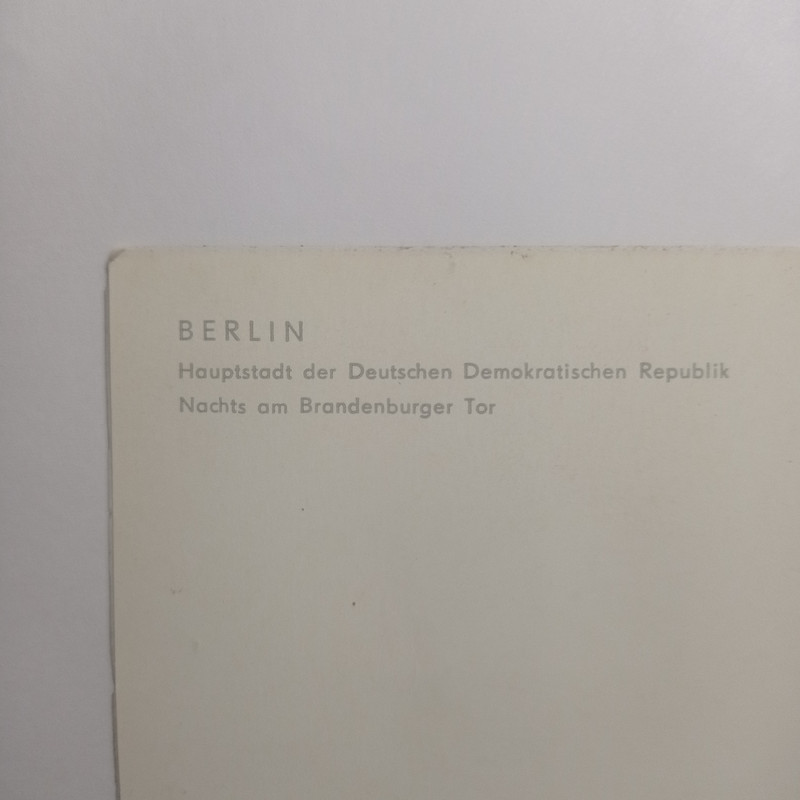 BERLIN
Hauptstadt der Deutschen Demokratischen Republik
Nachts am Brandenburger Tor